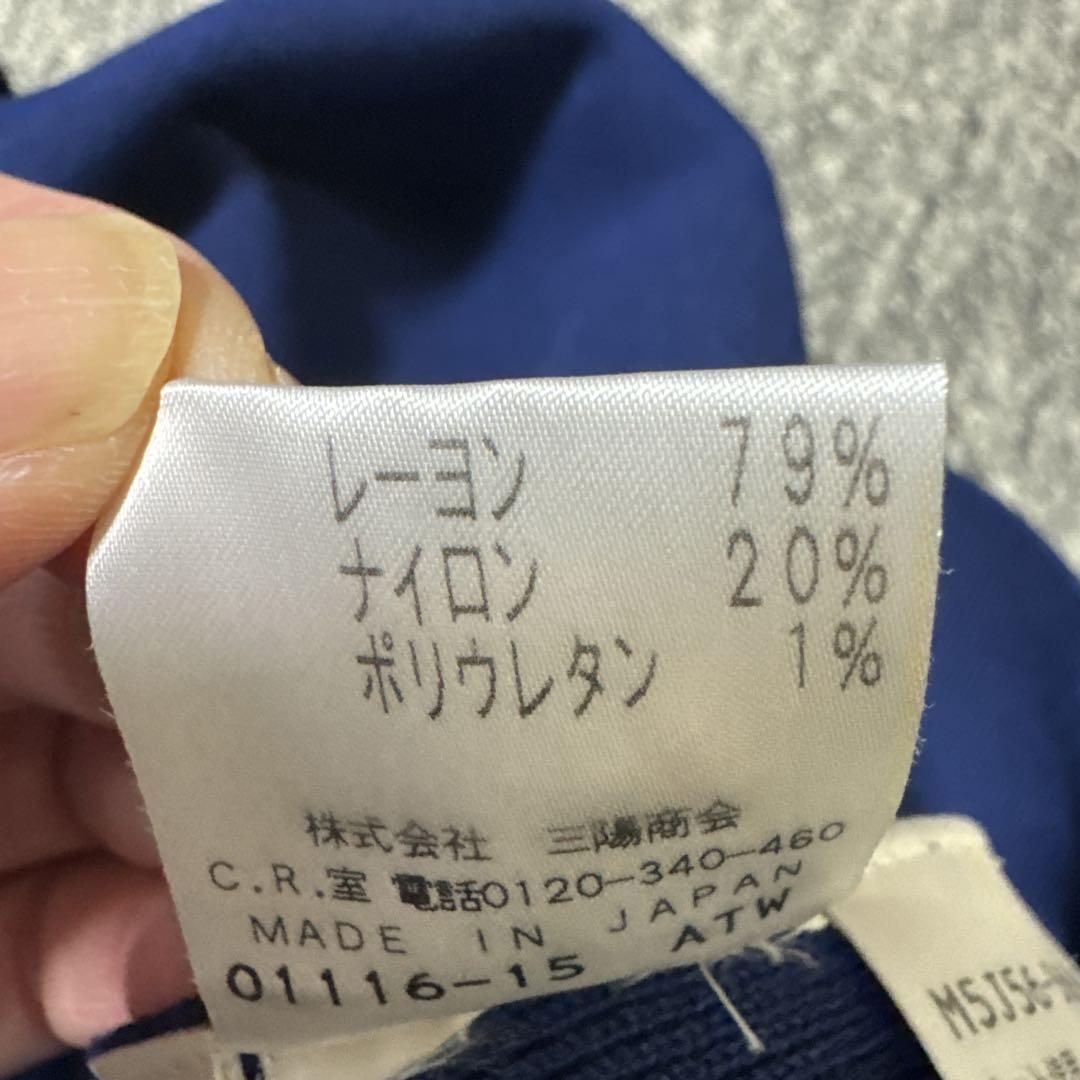 レーヨン 79%
ナイロン 20%
ポリウレタン 1%
株式会社 三陽商会
C.R.室 電話0120-340-460
MADE IN JAPAN
01116-15 ATW
M5J56-